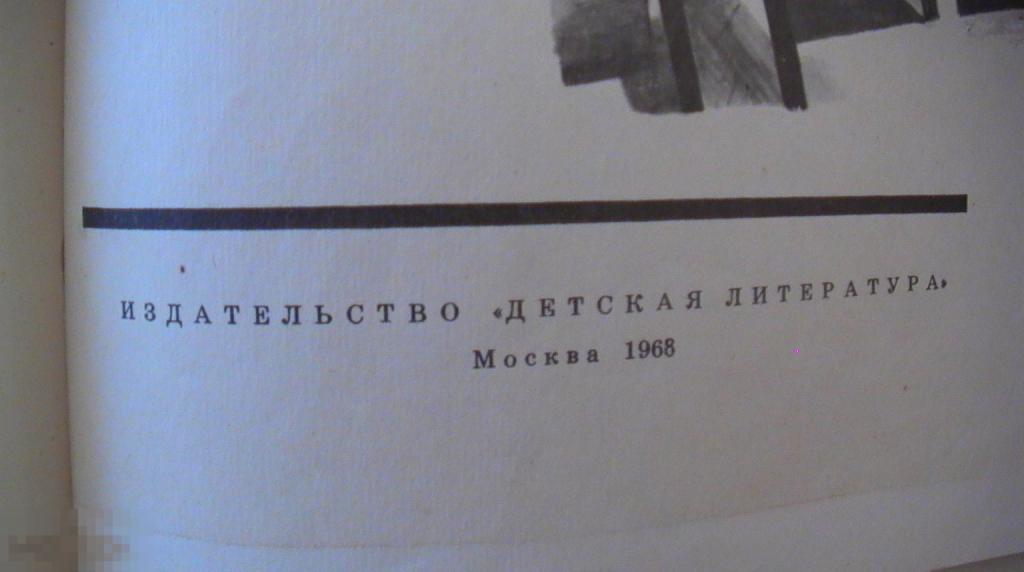 ИЗДАТЕЛЬСТВО «ДЕТСКАЯ ЛИТЕРАТУРА»
Москва 1968